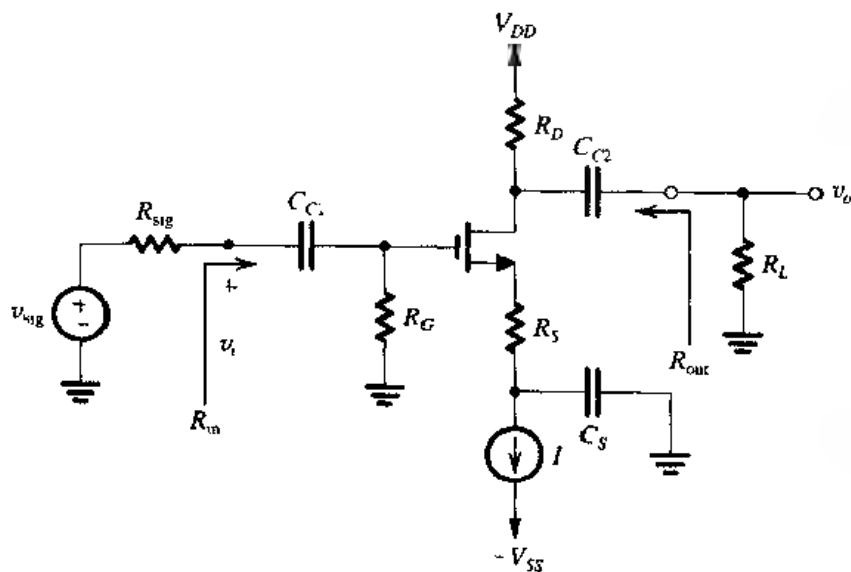 V_DD
R_D
C_C2
v_o
C_C1
R_sig
R_L
v_sig
+
−
+
R_G
R_S
v_i
R_out
R_in
C_S
I
−V_SS